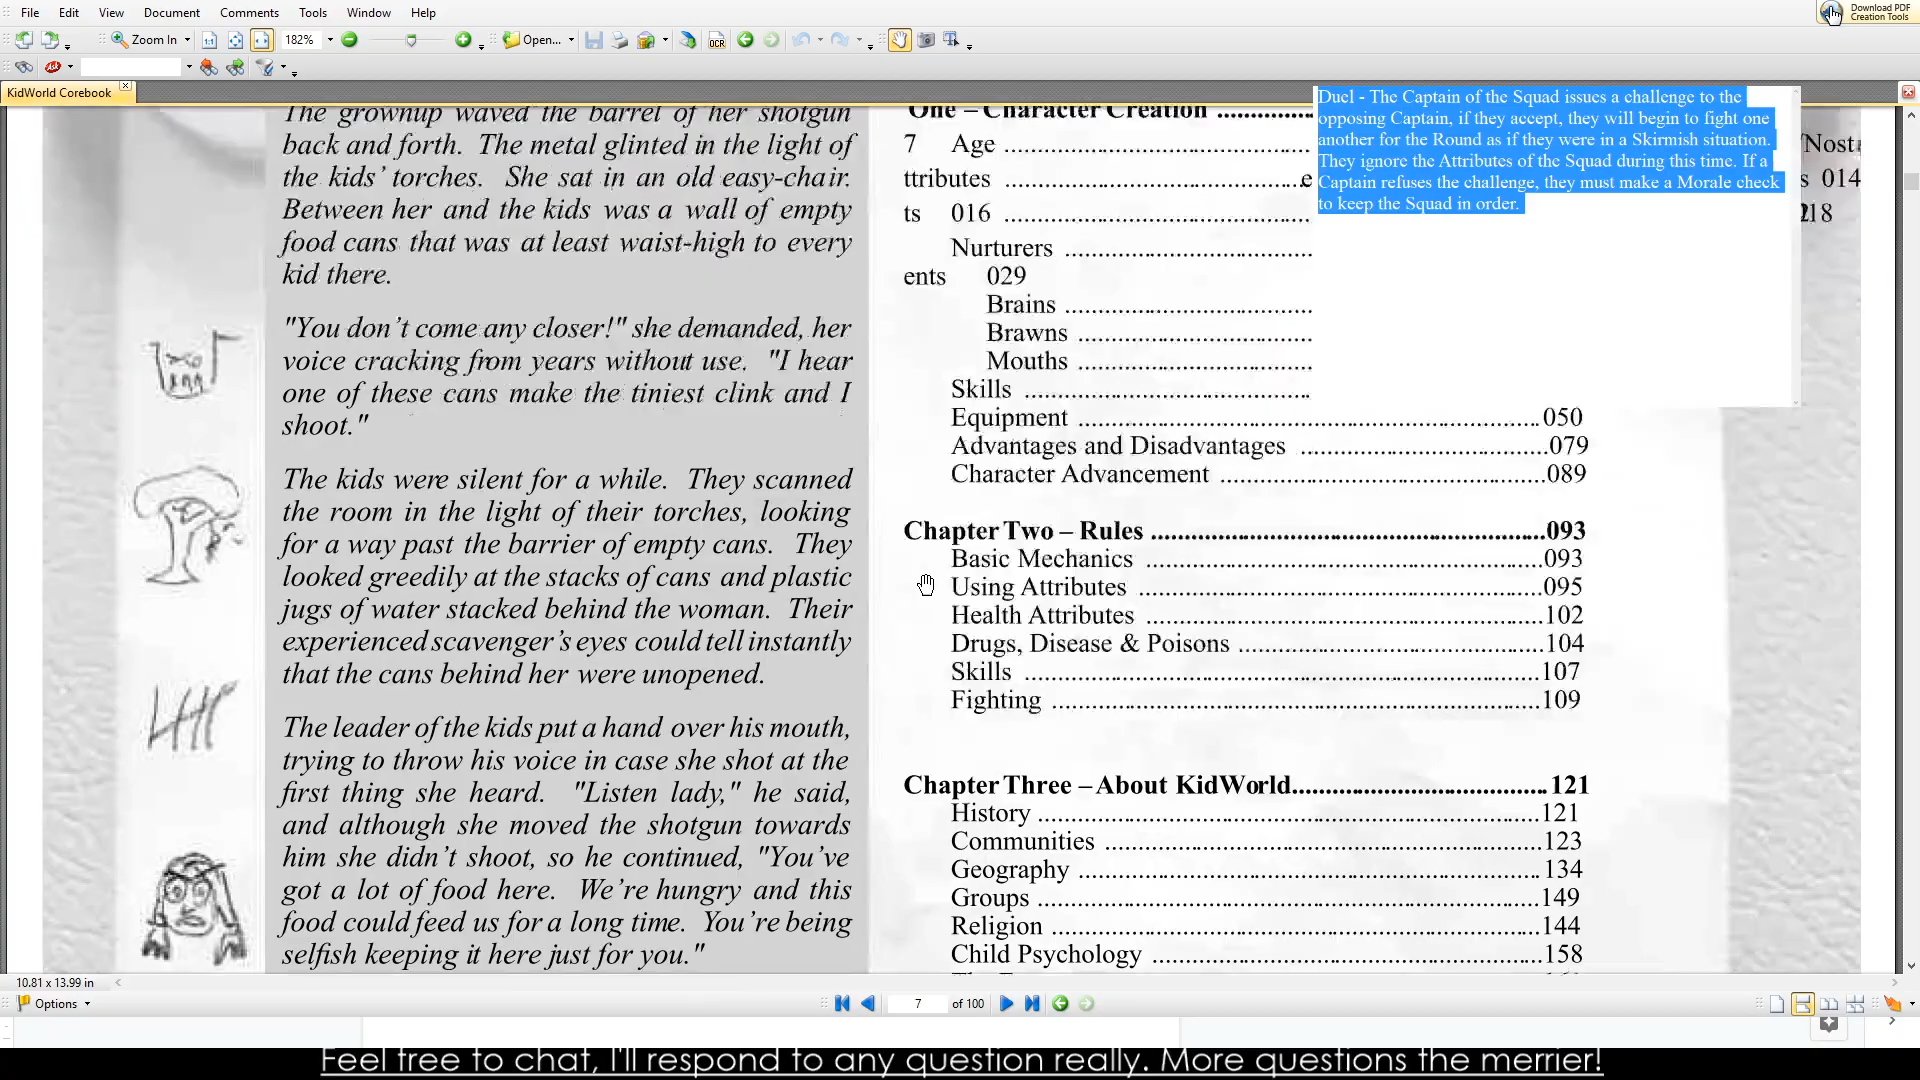 File Edit View Document Comments Tools Window Help
Download PDF
Creation Tools
Zoom In 182% Open... OCR
Ask
KidWorld Corebook
The grownup waved the barrel of her shotgun
back and forth. The metal glinted in the light of
the kids' torches. She sat in an old easy-chair.
Between her and the kids was a wall of empty
food cans that was at least waist-high to every
kid there.
"You don't come any closer!" she demanded, her
voice cracking from years without use. "I hear
one of these cans make the tiniest clink and I
shoot."
The kids were silent for a while. They scanned
the room in the light of their torches, looking
for a way past the barrier of empty cans. They
looked greedily at the stacks of cans and plastic
jugs of water stacked behind the woman. Their
experienced scavenger's eyes could tell instantly
that the cans behind her were unopened.
The leader of the kids put a hand over his mouth,
trying to throw his voice in case she shot at the
first thing she heard. "Listen lady," he said,
and although she moved the shotgun towards
him she didn't shoot, so he continued, "You've
got a lot of food here. We're hungry and this
food could feed us for a long time. You're being
selfish keeping it here just for you."
One – Character Creation ..............
7 Age ..............................................
ttributes .............................................. e s 014
ts 016 .............................................. 218
Nurturers ......................................
ents 029
Brains ......................................
Brawns ......................................
Mouths ......................................
Skills ..............................................
Equipment ..............................................050
Advantages and Disadvantages ..............................079
Character Advancement ..............................089
Chapter Two – Rules ..............................093
Basic Mechanics ..............................093
Using Attributes ..............................095
Health Attributes ..............................102
Drugs, Disease & Poisons ..............................104
Skills ..............................107
Fighting ..............................109
Chapter Three – About KidWorld..............................121
History ..............................121
Communities ..............................123
Geography ..............................134
Groups ..............................149
Religion ..............................144
Child Psychology ..............................158
Duel - The Captain of the Squad issues a challenge to the
opposing Captain, if they accept, they will begin to fight one
another for the Round as if they were in a Skirmish situation.
They ignore the Attributes of the Squad during this time. If a
Captain refuses the challenge, they must make a Morale check
to keep the Squad in order.
10.81 x 13.99 in
Options 7 of 100
Feel free to chat, I'll respond to any question really. More questions the merrier!